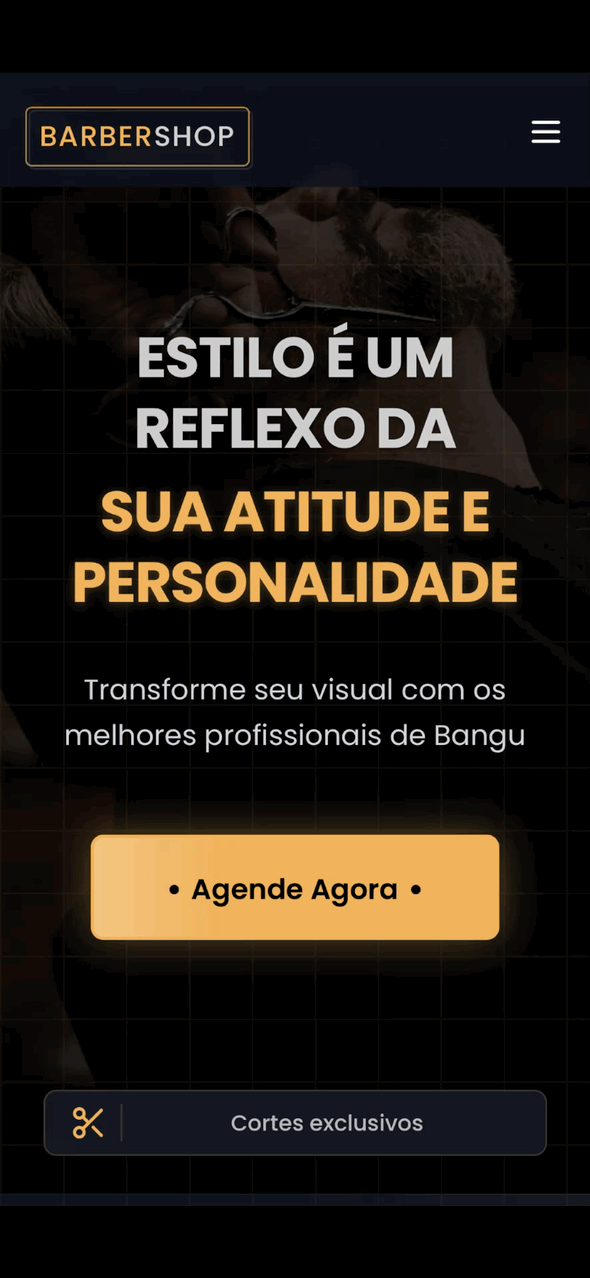 BARBERSHOP
ESTILO É UM
REFLEXO DA
SUA ATITUDE E
PERSONALIDADE
Transforme seu visual com os
melhores profissionais de Bangu
• Agende Agora •
Cortes exclusivos